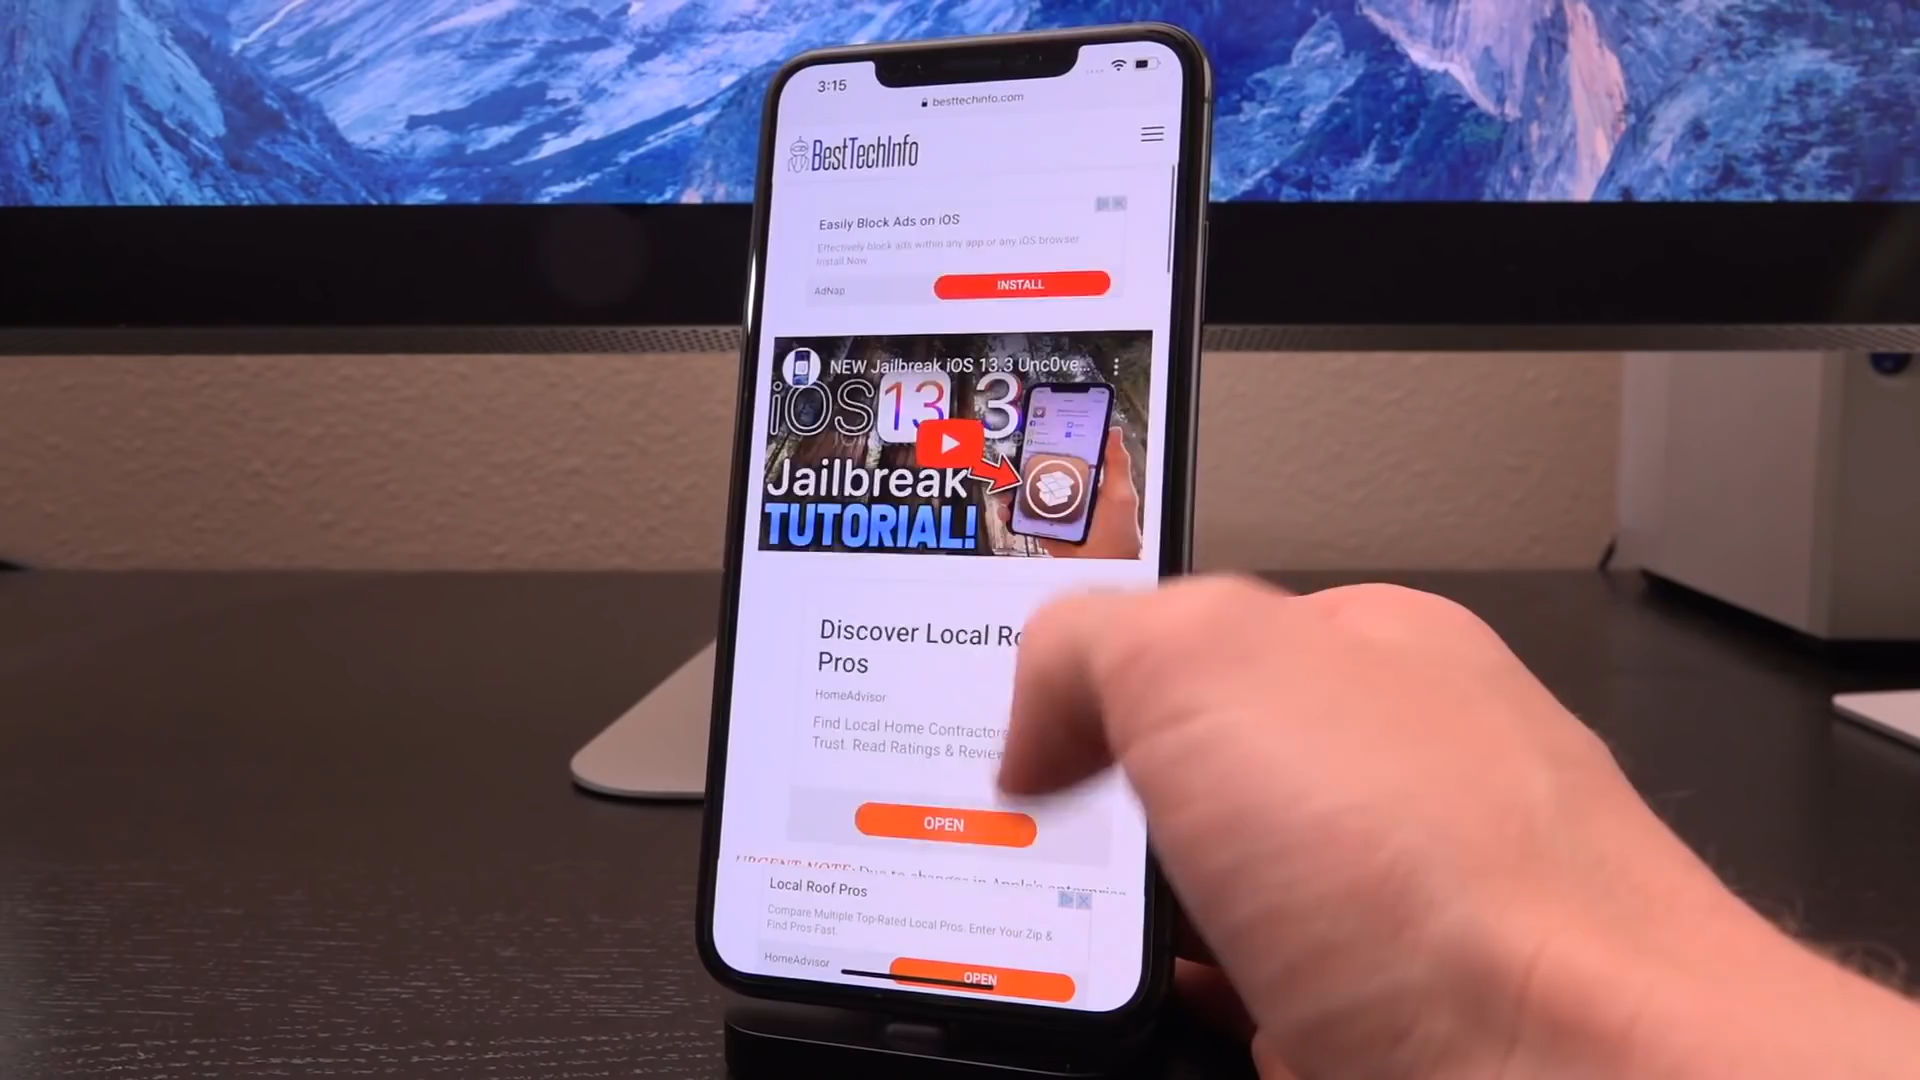 3:15
besttechinfo.com
BestTechInfo
Easily Block Ads on iOS
Effectively block ads within any app or any iOS browser
Install Now
AdNap
INSTALL
NEW Jailbreak iOS 13.3 Unc0ve...
iOS 13 3
Jailbreak
TUTORIAL!
Discover Local
Pros
HomeAdvisor
Find Local Home Contractors
Trust. Read Ratings &
OPEN
URGENT NOTE: Due to changes in Apple's enterprise
Local Roof Pros
Compare Multiple Top-Rated Local Pros. Enter Your Zip &
Find Pros Fast.
HomeAdvisor
OPEN